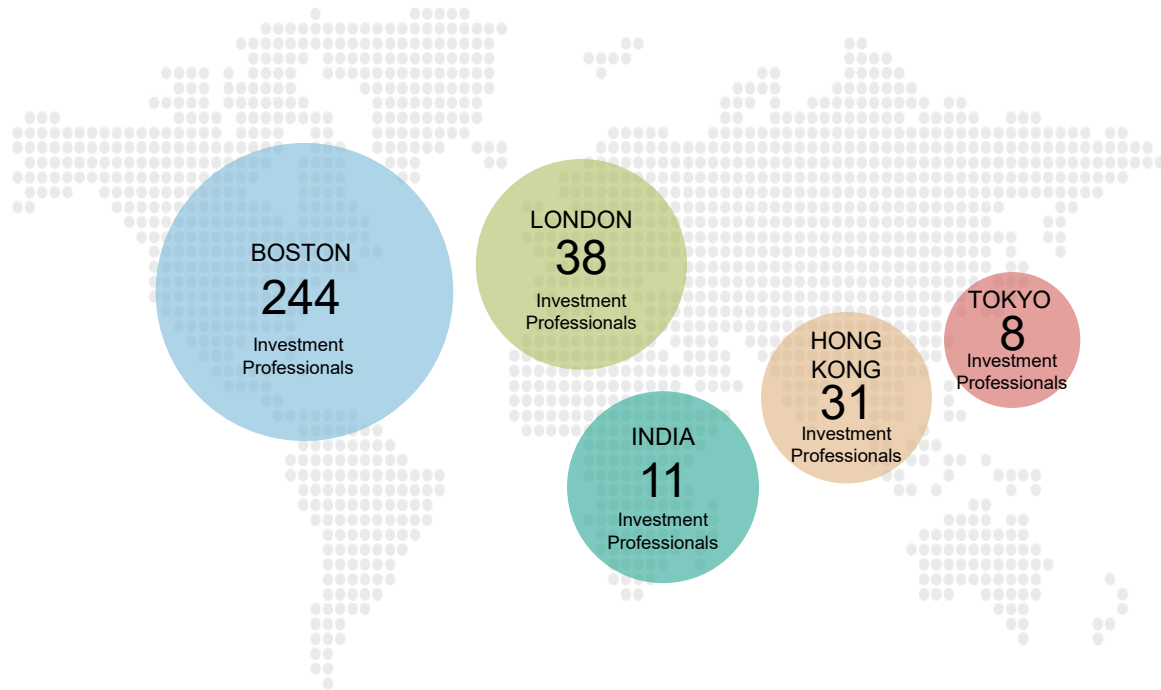 BOSTON
244
Investment
Professionals
LONDON
38
Investment
Professionals
INDIA
11
Investment
Professionals
HONG
KONG
31
Investment
Professionals
TOKYO
8
Investment
Professionals